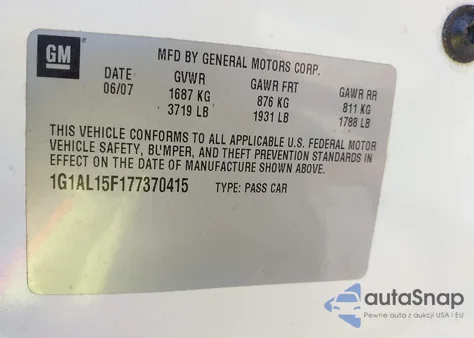 GM
MFD BY GENERAL MOTORS CORP.
DATE GVWR GAWR FRT GAWR RR
06/07 1687 KG 876 KG 811 KG
3719 LB 1931 LB 1788 LB
THIS VEHICLE CONFORMS TO ALL APPLICABLE U.S. FEDERAL MOTOR
VEHICLE SAFETY, BUMPER, AND THEFT PREVENTION STANDARDS IN
EFFECT ON THE DATE OF MANUFACTURE SHOWN ABOVE.
1G1AL15F177370415 TYPE: PASS CAR
autoSnap
Pewne auta z aukcji USA i EU